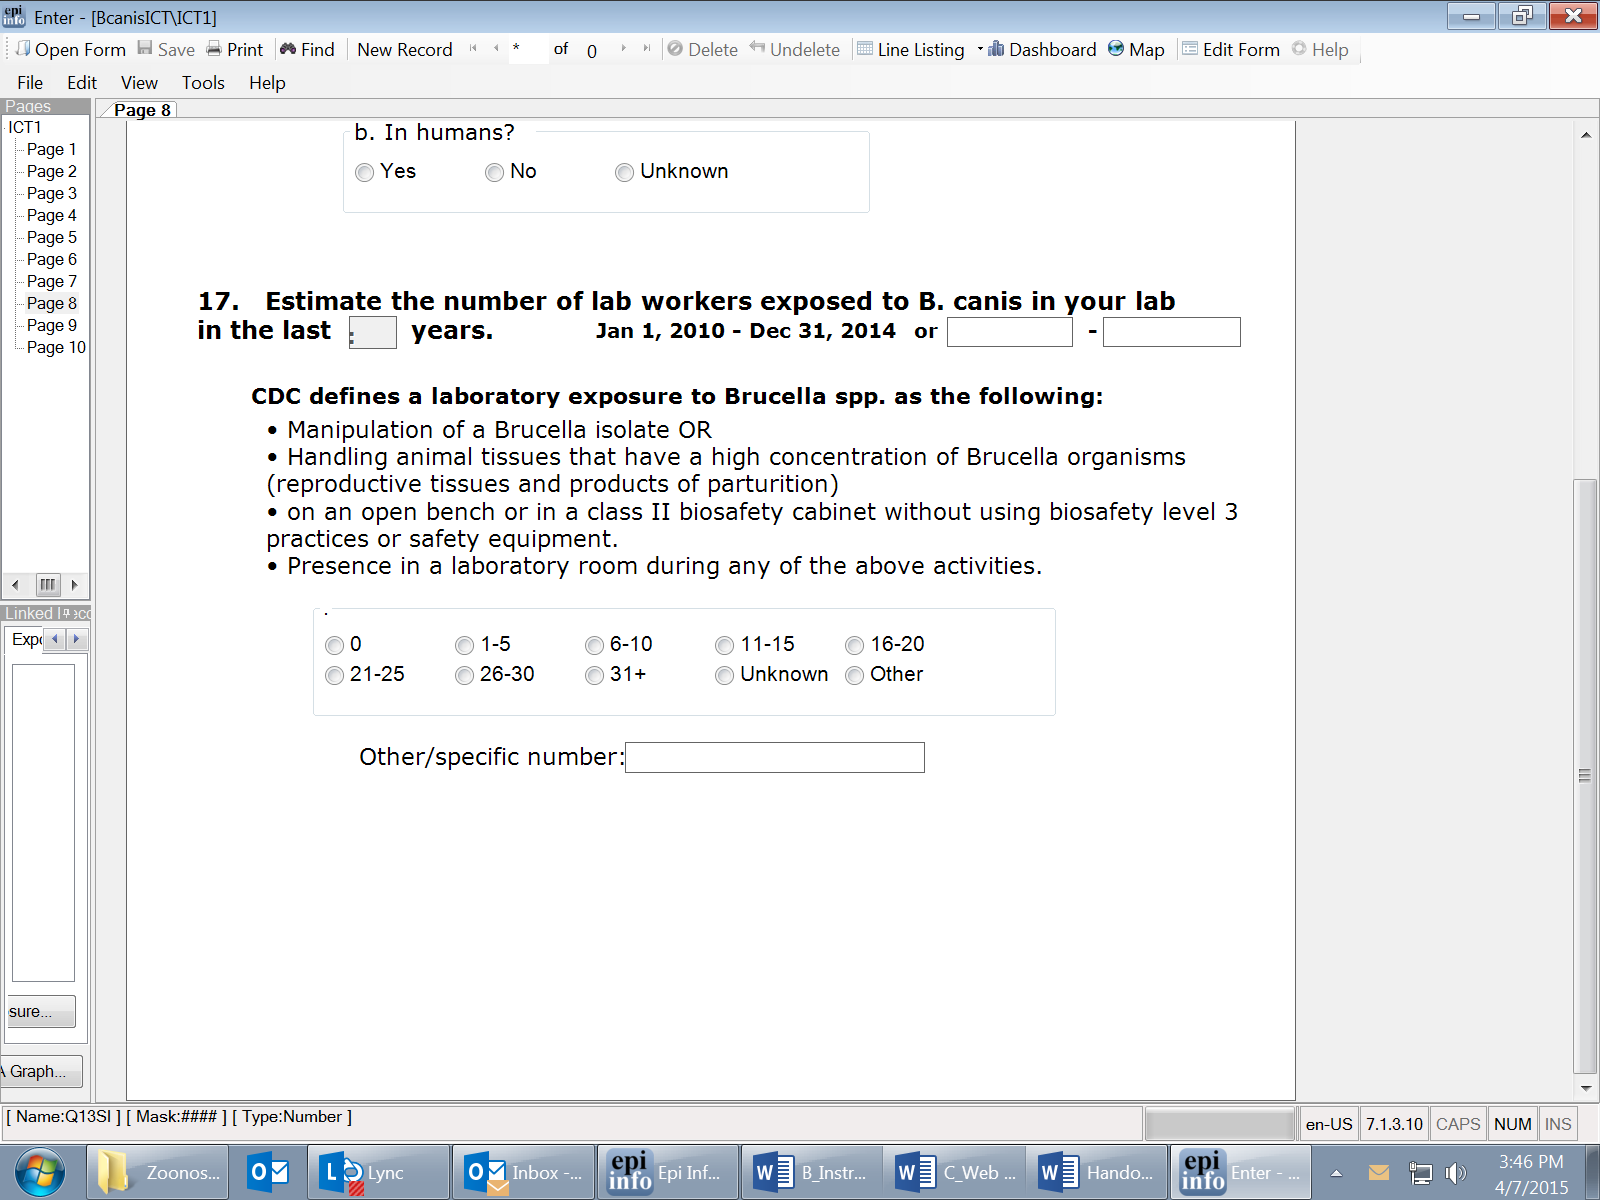 epi info Enter - [BcanisICT\ICT1]
Open Form Save Print Find New Record * of 0 Delete Undelete Line Listing Dashboard Map Edit Form Help
File Edit View Tools Help
Pages
ICT1
Page 1
Page 2
Page 3
Page 4
Page 5
Page 6
Page 7
Page 8
Page 9
Page 10
Linked
Expo
sure...
Graph...
Page 8
b. In humans?
Yes No Unknown
17. Estimate the number of lab workers exposed to B. canis in your lab
in the last : years. Jan 1, 2010 - Dec 31, 2014 or -
CDC defines a laboratory exposure to Brucella spp. as the following:
• Manipulation of a Brucella isolate OR
• Handling animal tissues that have a high concentration of Brucella organisms
(reproductive tissues and products of parturition)
• on an open bench or in a class II biosafety cabinet without using biosafety level 3
practices or safety equipment.
• Presence in a laboratory room during any of the above activities.
.
0 1-5 6-10 11-15 16-20
21-25 26-30 31+ Unknown Other
Other/specific number:
[ Name:Q13SI ] [ Mask:#### ] [ Type:Number ]
en-US 7.1.3.10 CAPS NUM INS
Zoonos... Lync Inbox -... epi info Epi Inf... B_Instr... C_Web ... Hando... epi info Enter - ... 3:46 PM
4/7/2015